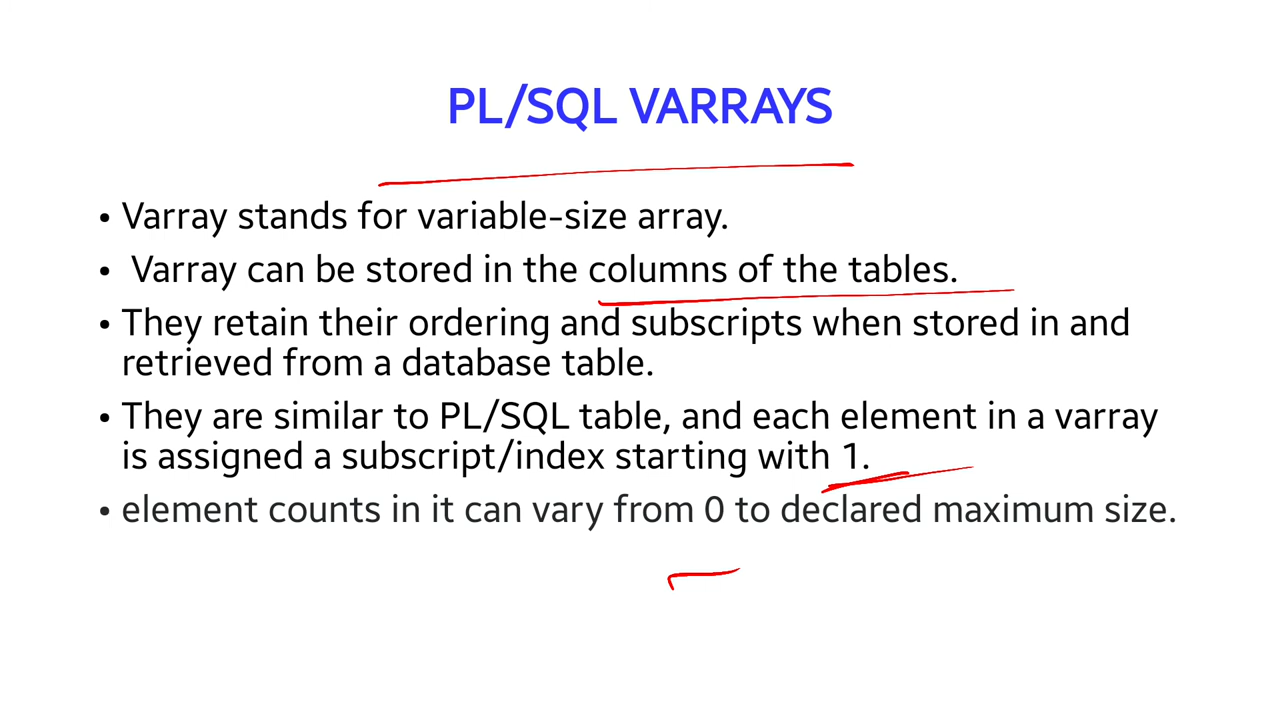 PL/SQL VARRAYS
• Varray stands for variable-size array.
• Varray can be stored in the columns of the tables.
• They retain their ordering and subscripts when stored in and
retrieved from a database table.
• They are similar to PL/SQL table, and each element in a varray
is assigned a subscript/index starting with 1.
• element counts in it can vary from 0 to declared maximum size.